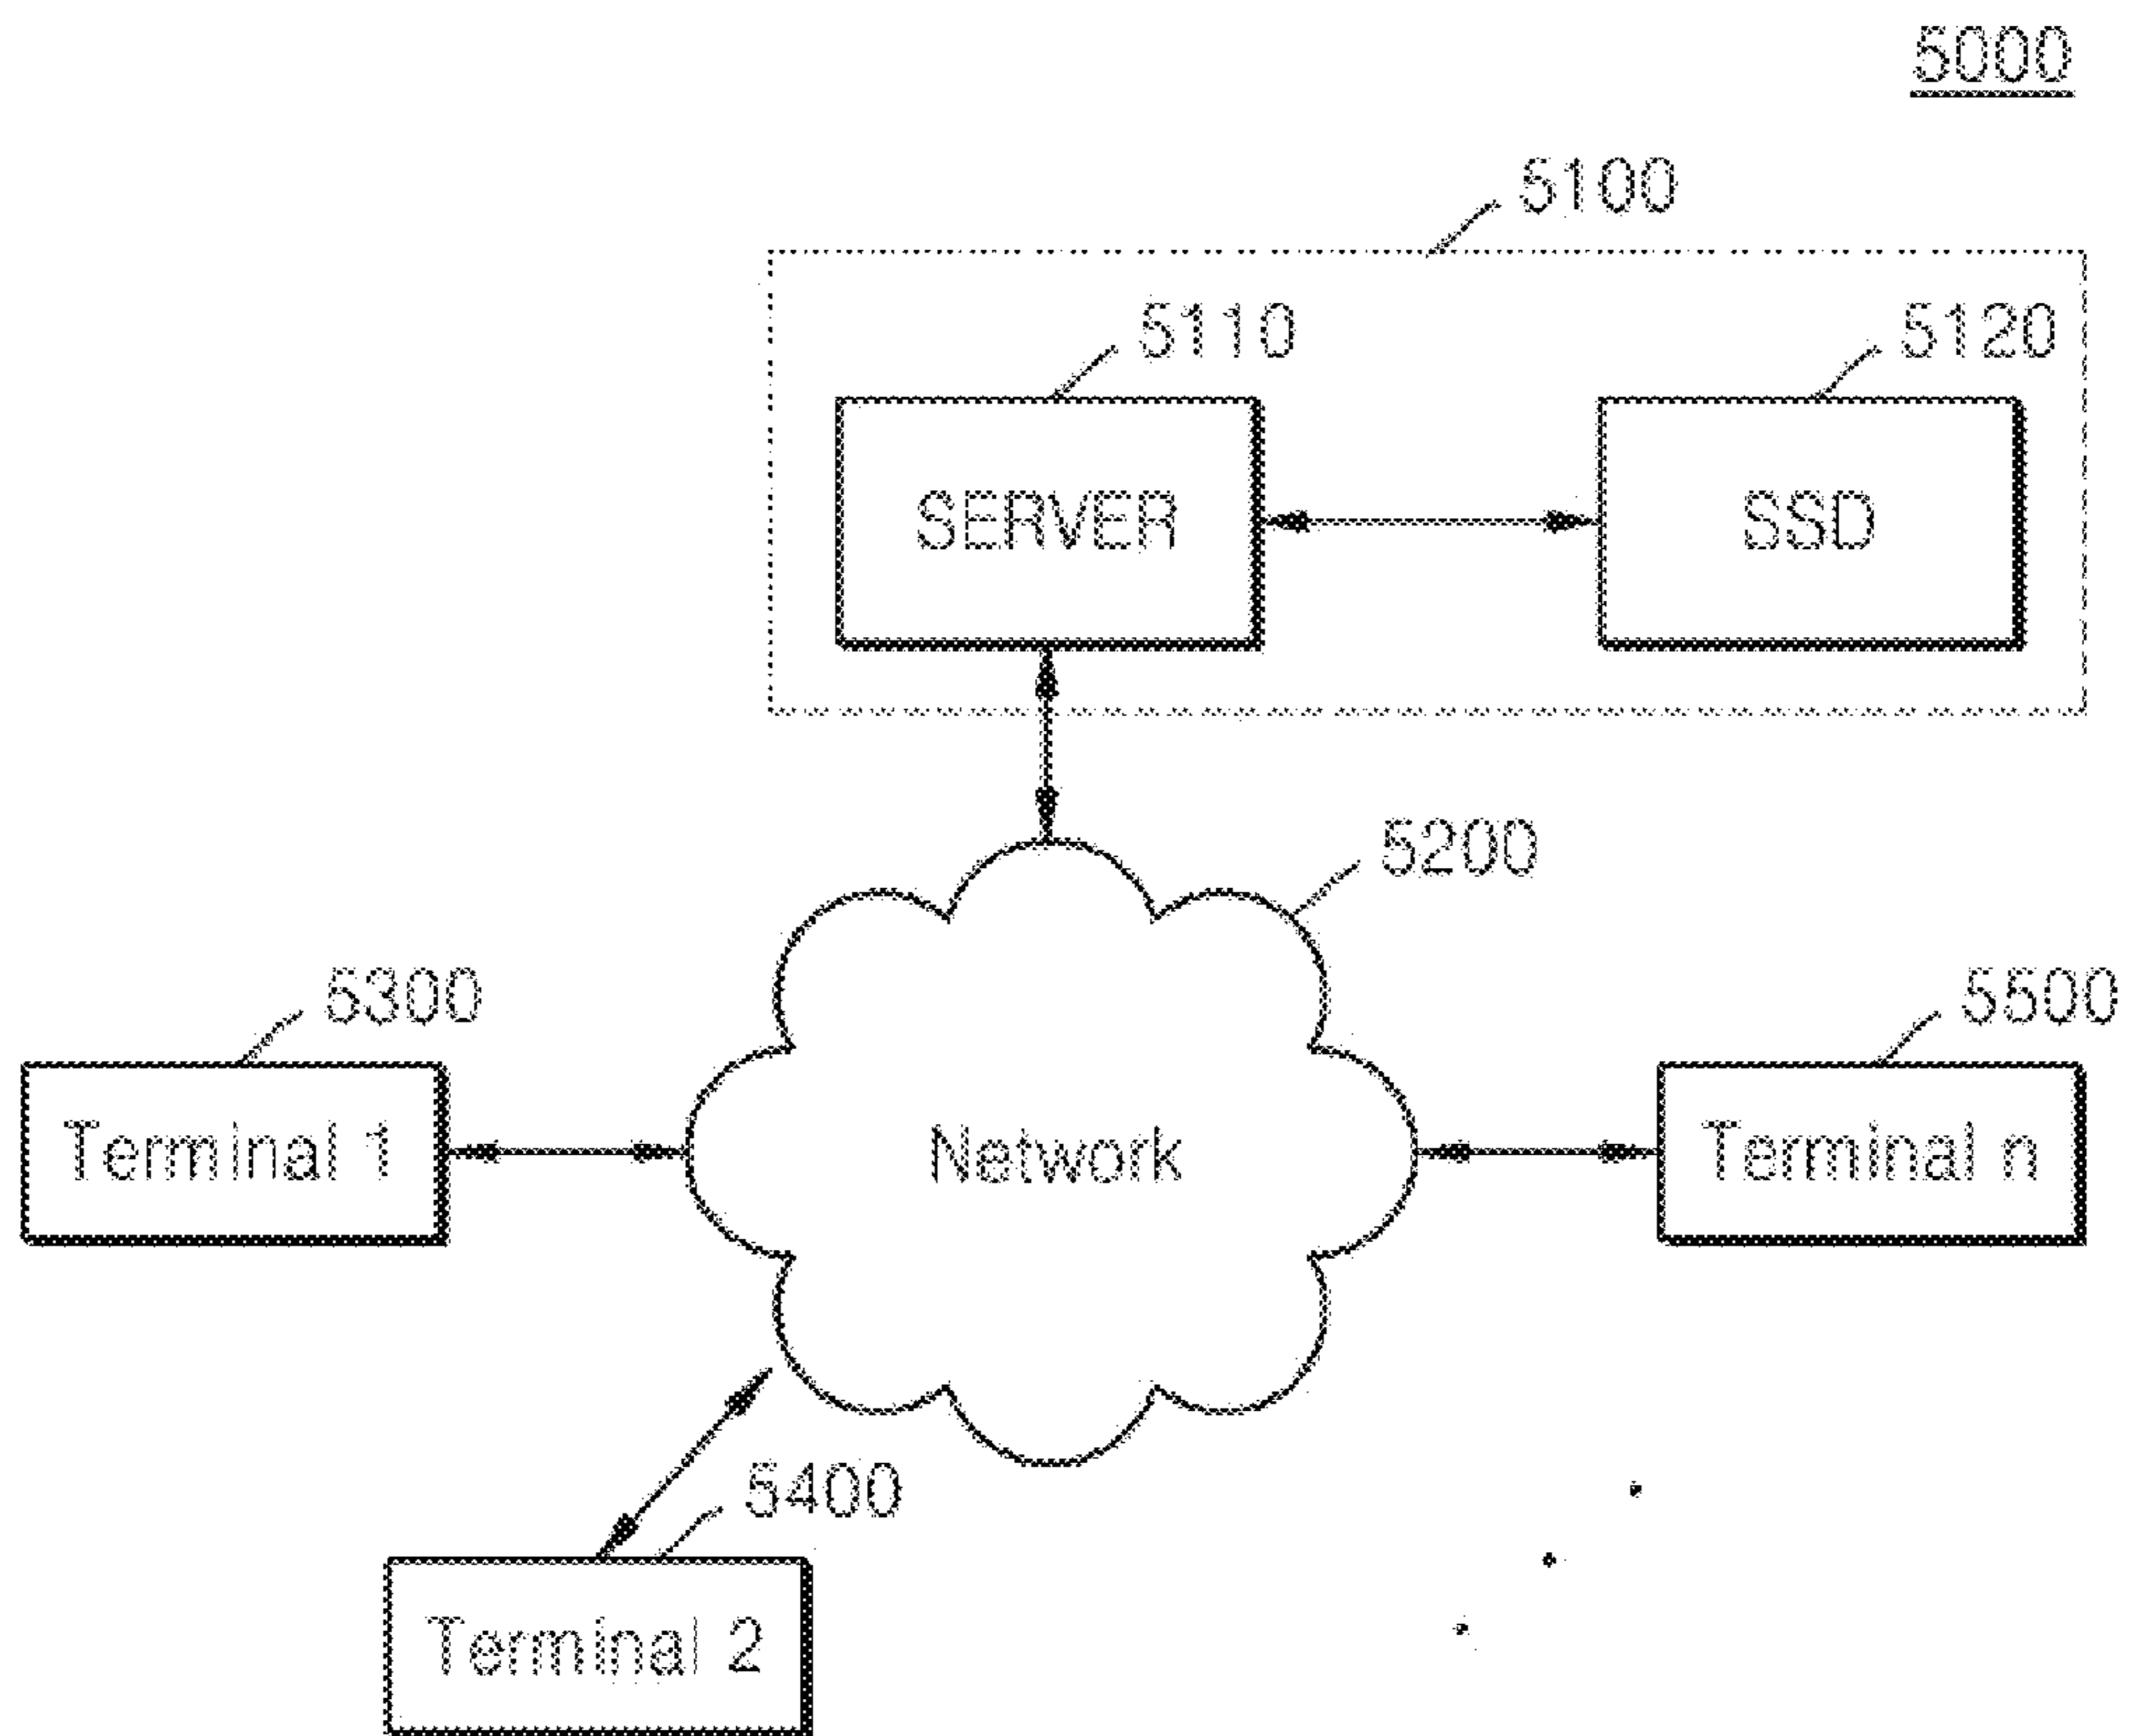 5000
5100
5110
5120
SERVER
SSD
5200
5300
5500
Terminal 1
Network
Terminal n
5400
Terminal 2